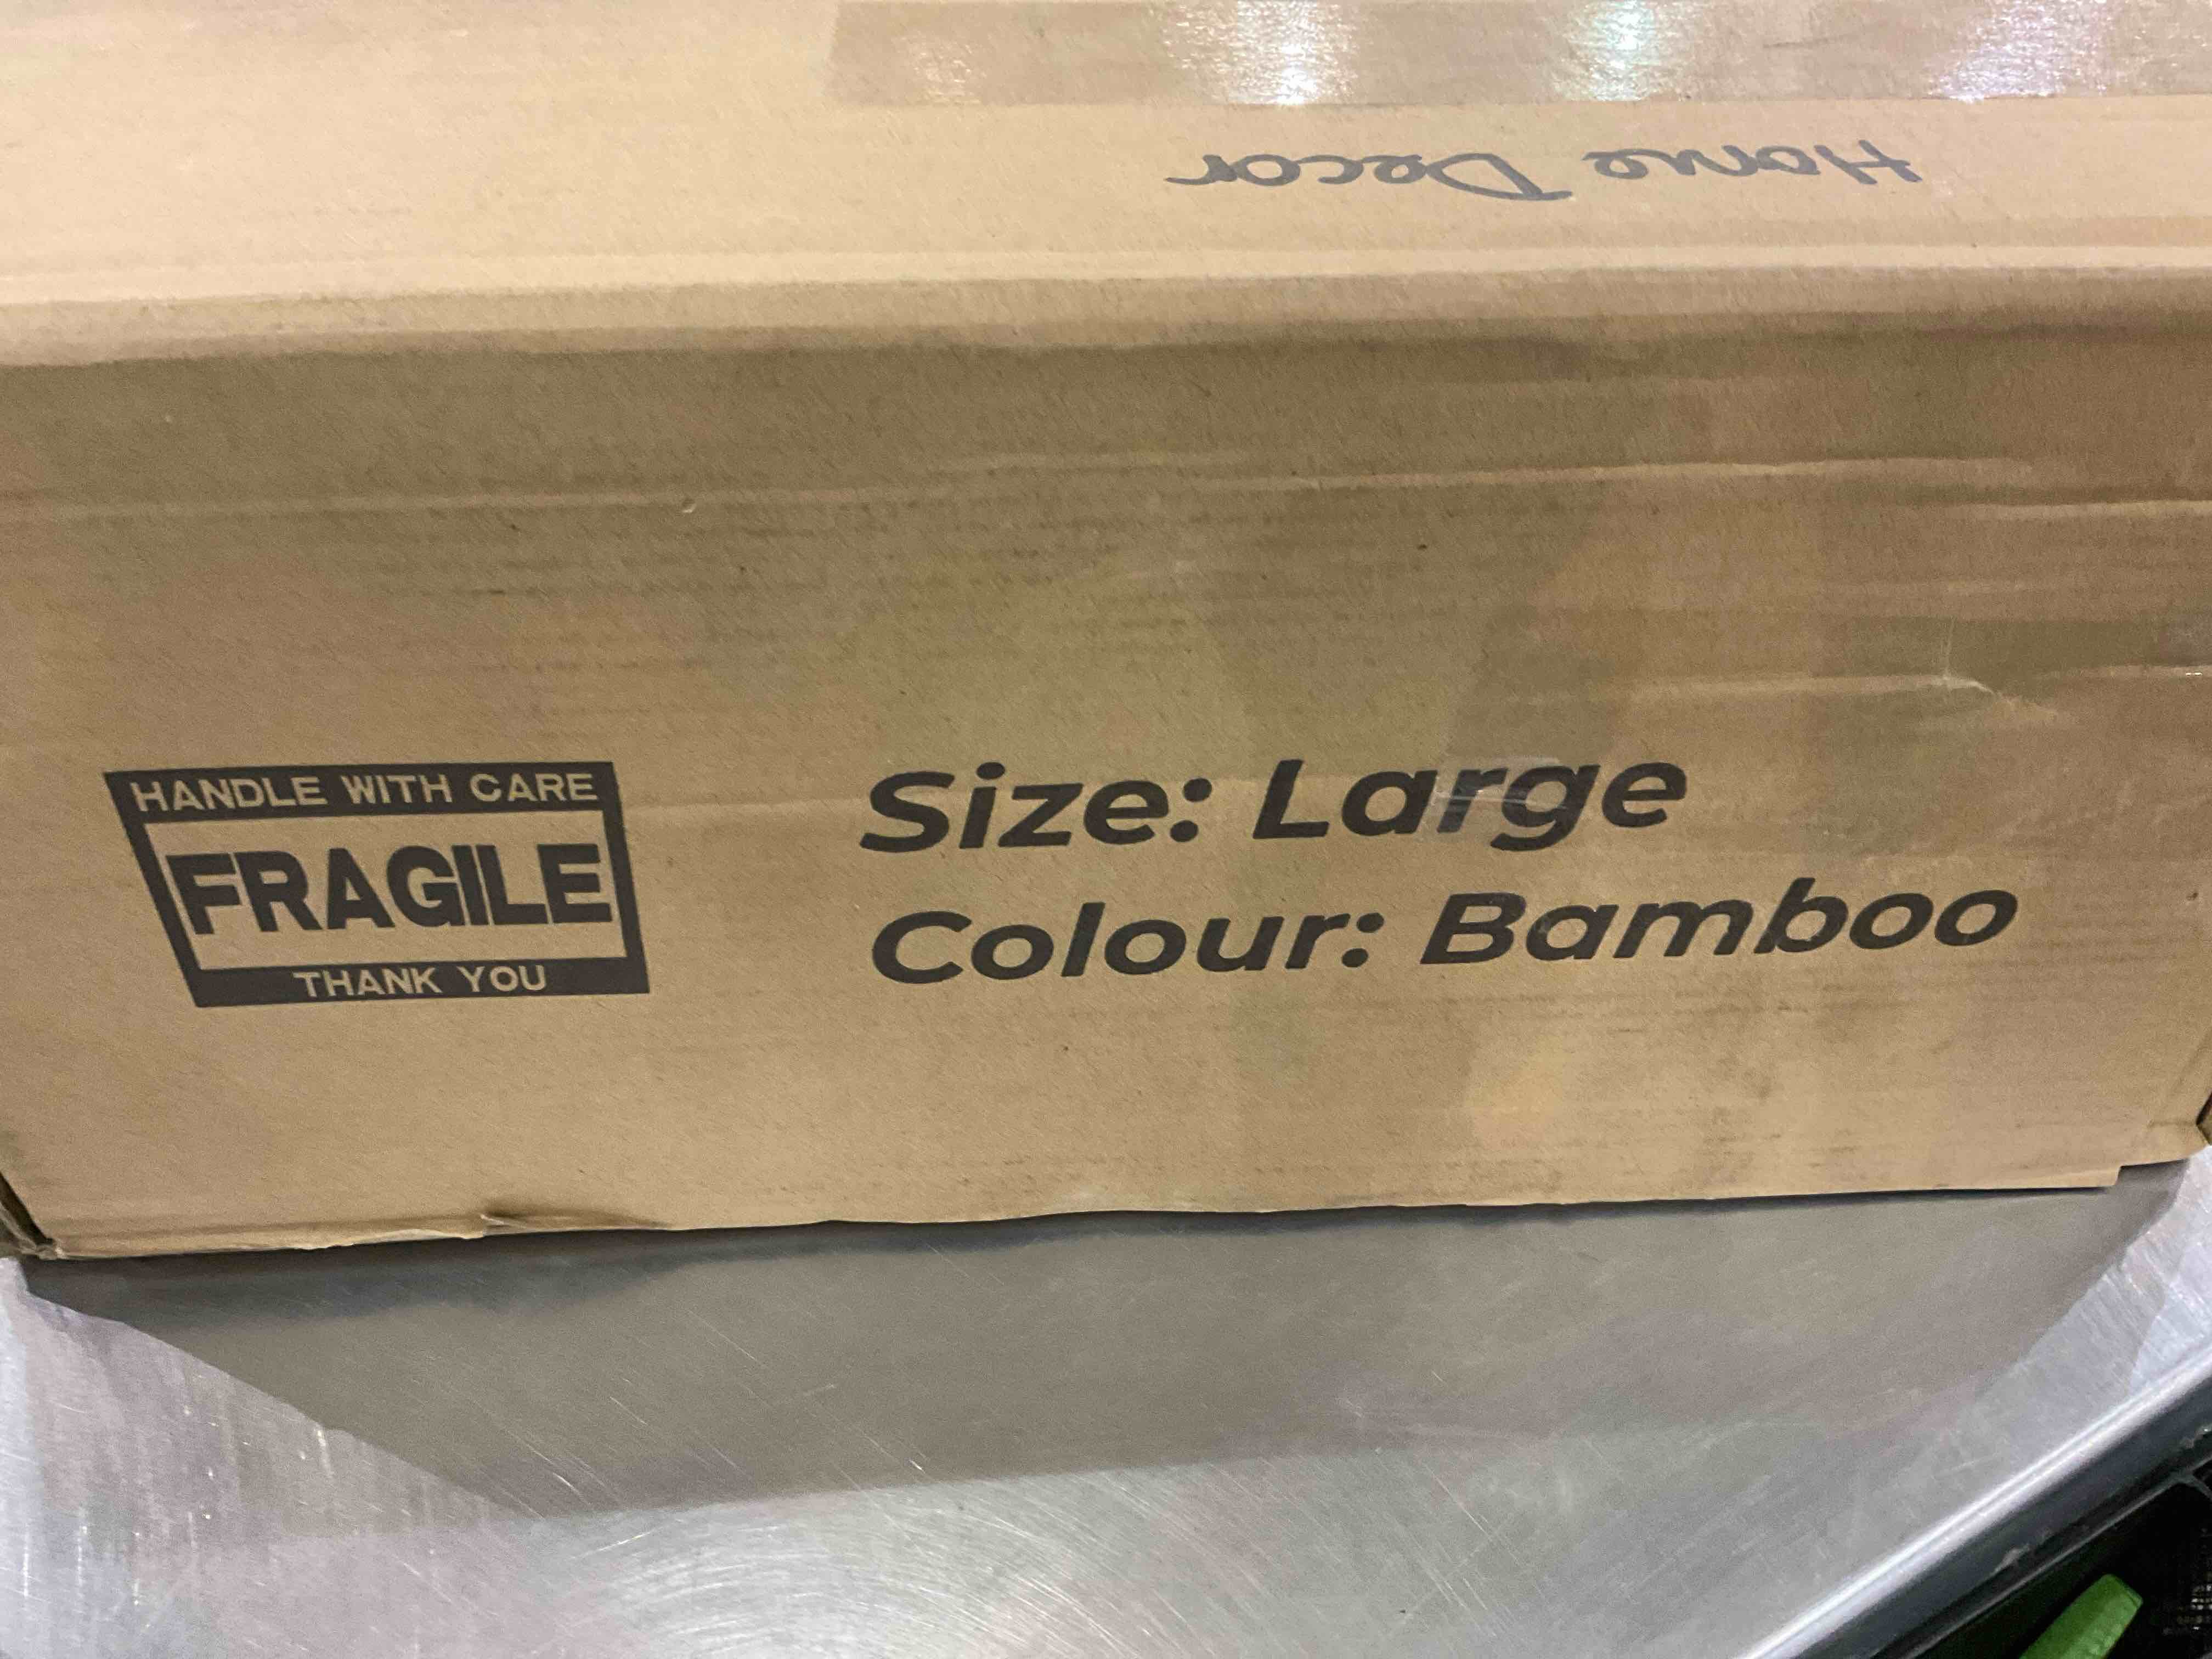 Home Decor
HANDLE WITH CARE
FRAGILE
THANK YOU
Size: Large
Colour: Bamboo